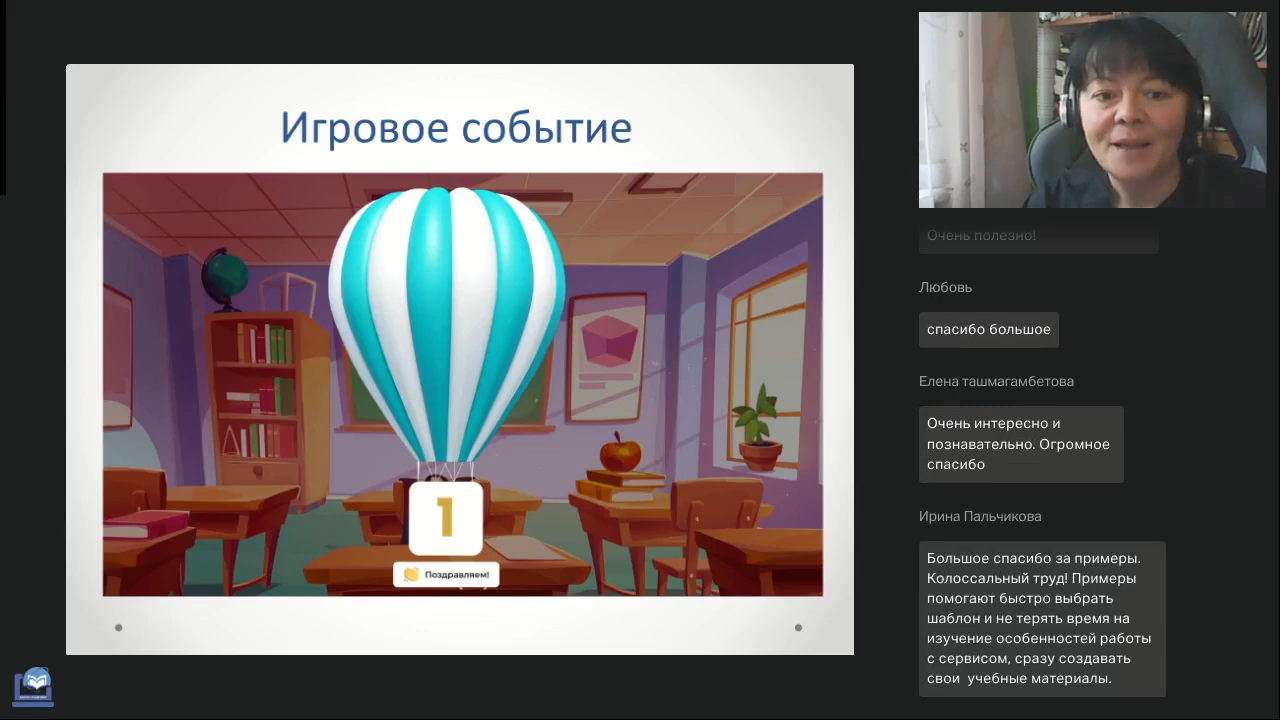 Игровое событие
1
Поздравляем!
Очень полезно!
Любовь
спасибо большое
Елена ташмагамбетова
Очень интересно и
познавательно. Огромное
спасибо
Ирина Пальчикова
Большое спасибо за примеры.
Колоссальный труд! Примеры
помогают быстро выбрать
шаблон и не терять время на
изучение особенностей работы
с сервисом, сразу создавать
свои  учебные материалы.